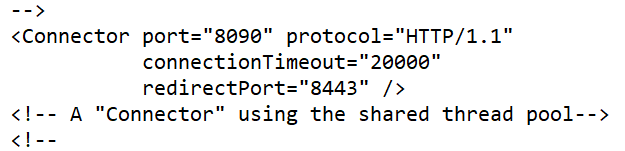 -->
<Connector port="8090" protocol="HTTP/1.1"
connectionTimeout="20000"
redirectPort="8443" />
<!-- A "Connector" using the shared thread pool-->
<!--